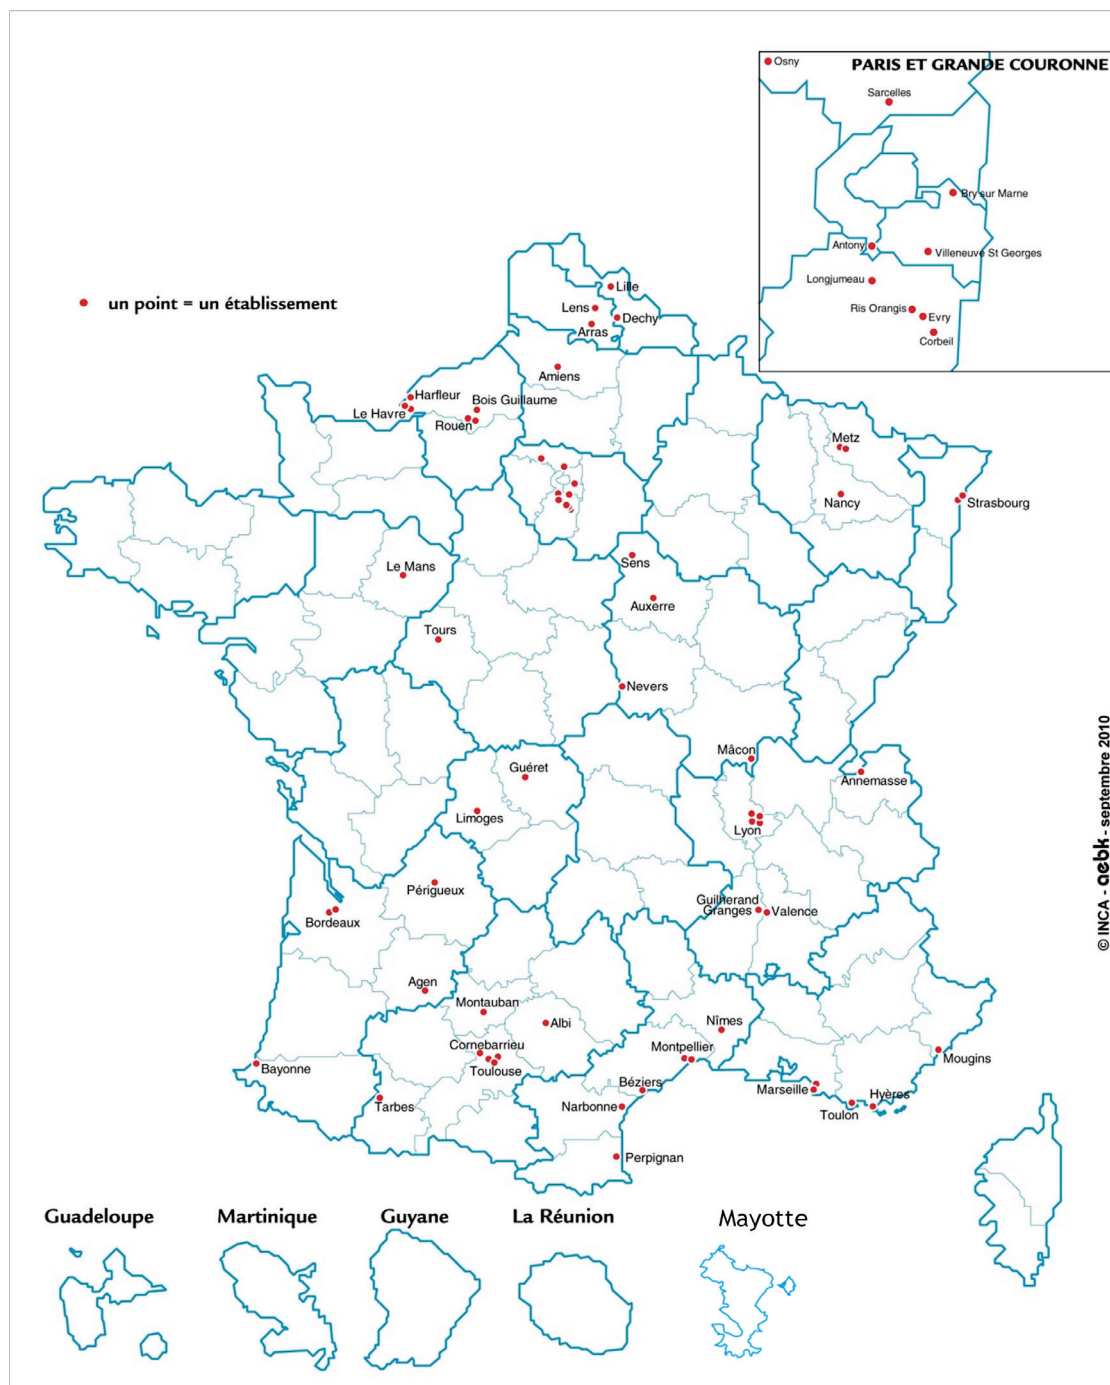 PARIS ET GRANDE COURONNE
Osny
Sarcelles
Bry sur Marne
Antony
Villeneuve St Georges
Longjumeau
Ris Orangis
Evry
Corbeil
un point = un établissement
Lille
Lens
Dechy
Arras
Amiens
Harfleur
Bois Guillaume
Le Havre
Rouen
Metz
Nancy
Strasbourg
Sens
Le Mans
Auxerre
Tours
Nevers
Mâcon
Guéret
Annemasse
Limoges
Lyon
Périgueux
Guilherand
Granges
Valence
Bordeaux
Agen
Montauban
Albi
Nîmes
Cornebarrieu
Montpellier
Mougins
Toulouse
Bayonne
Béziers
Marseille
Hyères
Tarbes
Narbonne
Toulon
Perpignan
© INCA - aebk - septembre 2010
Guadeloupe
Martinique
Guyane
La Réunion
Mayotte